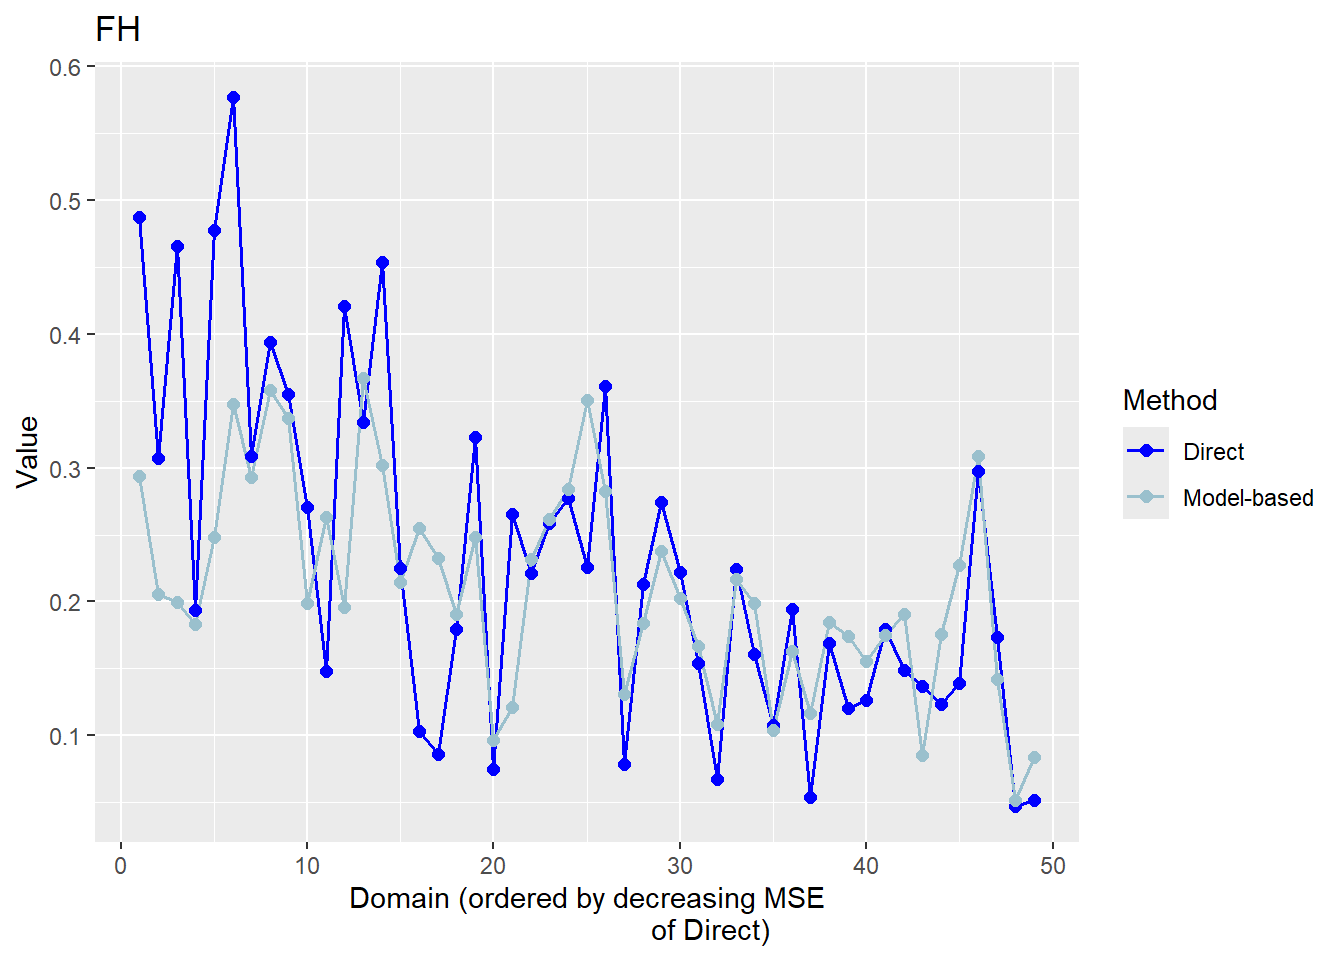 FH
0.6
0.5
0.4
0.3
0.2
0.1
Value
0 10 20 30 40 50
Domain (ordered by decreasing MSE
of Direct)
Method
Direct
Model-based